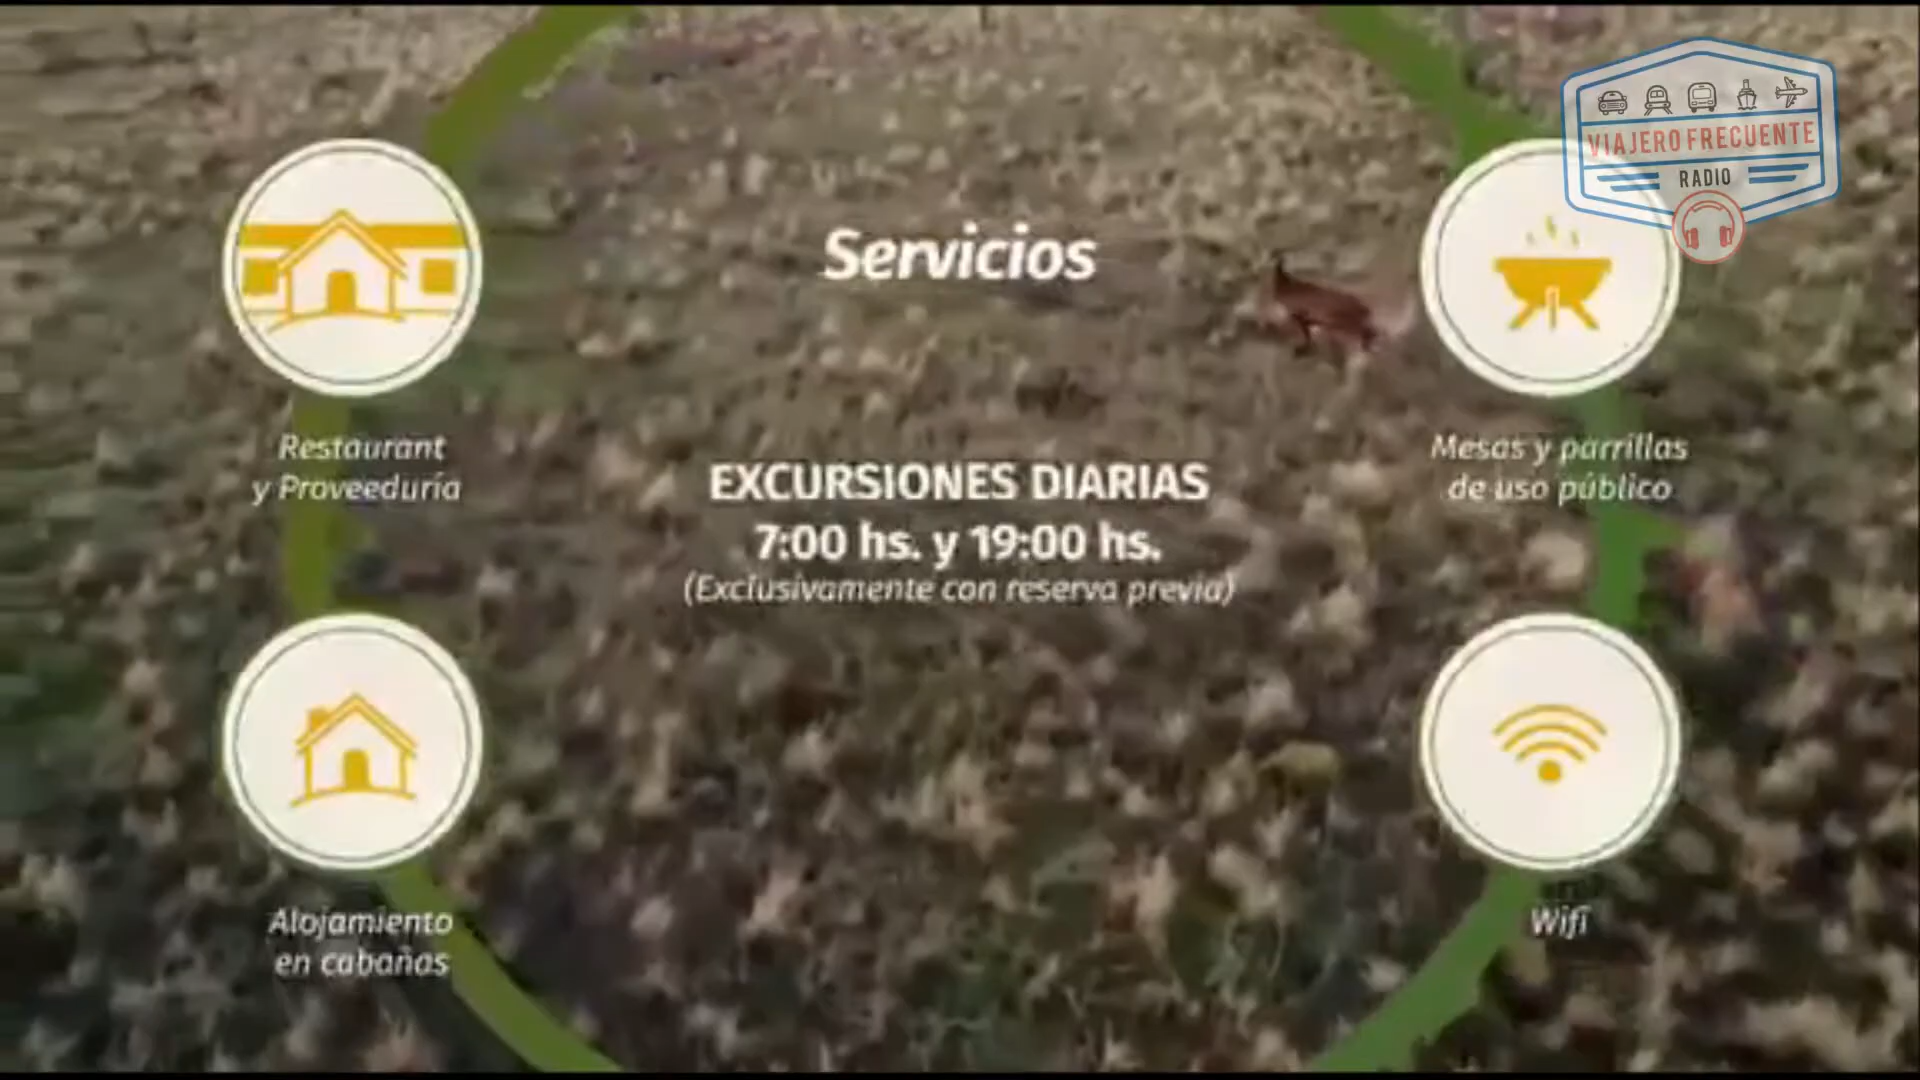 VIAJERO FRECUENTE
RADIO
Servicios
Restaurant
y Proveeduría
Mesas y parrillas
de uso público
EXCURSIONES DIARIAS
7:00 hs. y 19:00 hs.
(Exclusivamente con reserva previa)
Alojamiento
en cabañas
Wifi